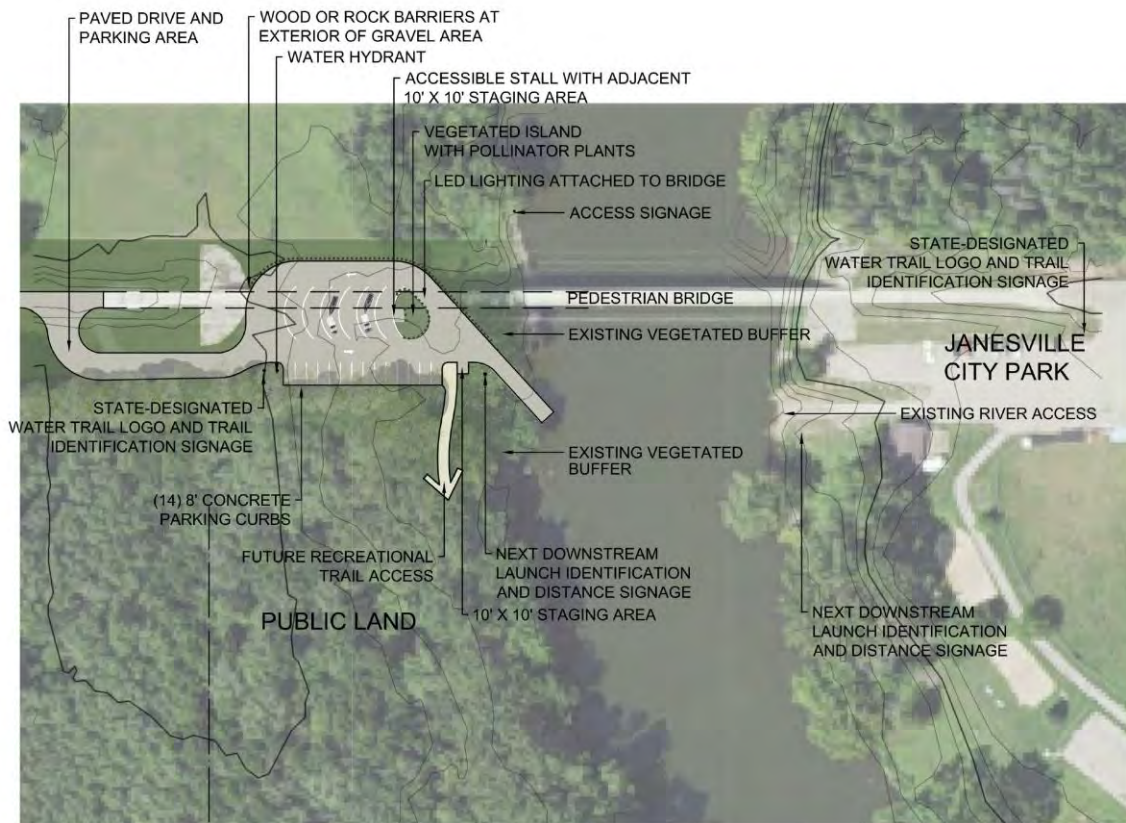 PAVED DRIVE AND
PARKING AREA
WOOD OR ROCK BARRIERS AT
EXTERIOR OF GRAVEL AREA
WATER HYDRANT
ACCESSIBLE STALL WITH ADJACENT
10' X 10' STAGING AREA
VEGETATED ISLAND
WITH POLLINATOR PLANTS
LED LIGHTING ATTACHED TO BRIDGE
ACCESS SIGNAGE
STATE-DESIGNATED
WATER TRAIL LOGO AND TRAIL
IDENTIFICATION SIGNAGE
PEDESTRIAN BRIDGE
EXISTING VEGETATED BUFFER
JANESVILLE
CITY PARK
EXISTING RIVER ACCESS
STATE-DESIGNATED
WATER TRAIL LOGO AND TRAIL
IDENTIFICATION SIGNAGE
EXISTING VEGETATED
BUFFER
(14) 8' CONCRETE
PARKING CURBS
FUTURE RECREATIONAL
TRAIL ACCESS
NEXT DOWNSTREAM
LAUNCH IDENTIFICATION
AND DISTANCE SIGNAGE
10' X 10' STAGING AREA
PUBLIC LAND
NEXT DOWNSTREAM
LAUNCH IDENTIFICATION
AND DISTANCE SIGNAGE